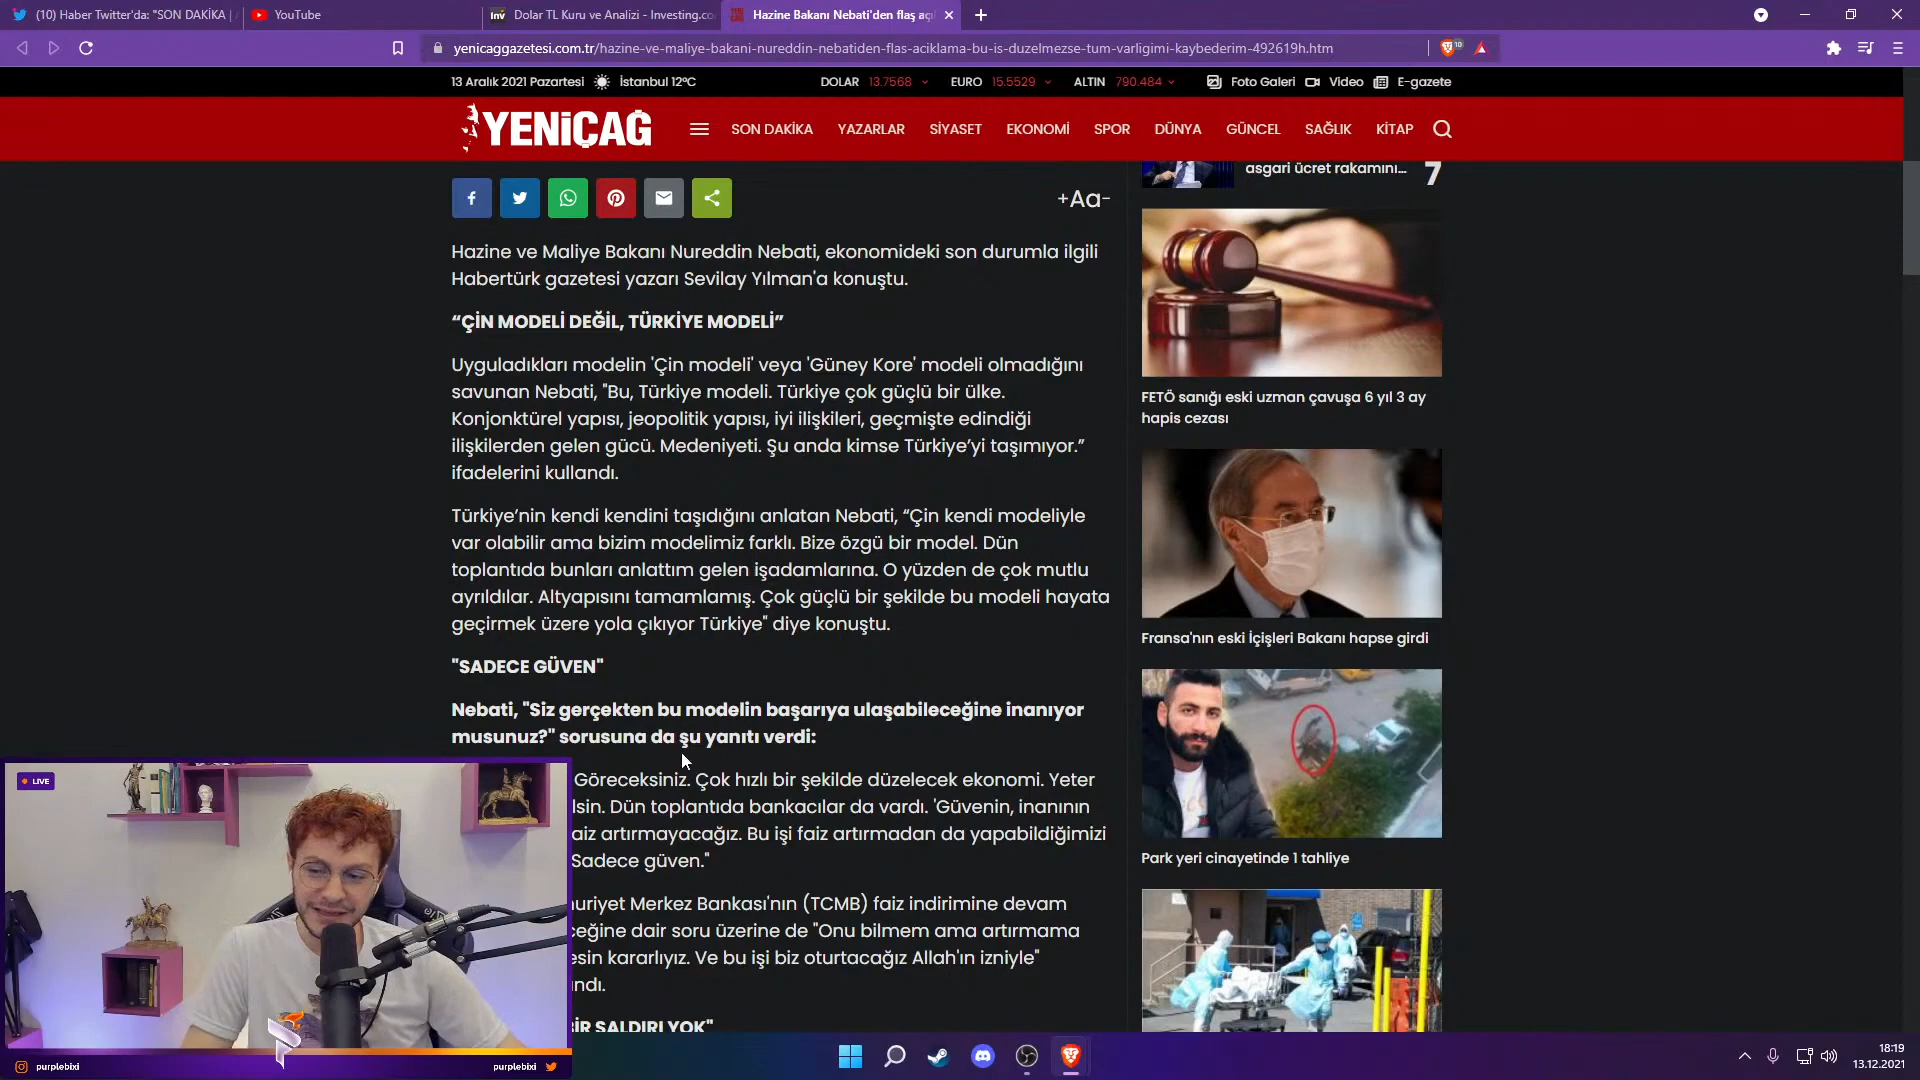 (10) Haber Twitter'da: "SON DAKİKA |
YouTube
Dolar TL Kuru ve Analizi - Investing.co
Hazine Bakanı Nebati'den flaş açı
yenicaggazetesi.com.tr/hazine-ve-maliye-bakani-nureddin-nebatiden-flas-aciklama-bu-is-duzelmezse-tum-varligimi-kaybederim-492619h.htm
10
13 Aralık 2021 Pazartesi İstanbul 12°C DOLAR 13.7568 EURO 15.5529 ALTIN 790.484 Foto Galeri Video E-gazete
YENİÇAĞ SON DAKİKA YAZARLAR SİYASET EKONOMİ SPOR DÜNYA GÜNCEL SAĞLIK KİTAP
+Aa-
Hazine ve Maliye Bakanı Nureddin Nebati, ekonomideki son durumla ilgili
Habertürk gazetesi yazarı Sevilay Yılman'a konuştu.
“ÇİN MODELİ DEĞİL, TÜRKİYE MODELİ”
Uyguladıkları modelin 'Çin modeli' veya 'Güney Kore' modeli olmadığını
savunan Nebati, "Bu, Türkiye modeli. Türkiye çok güçlü bir ülke.
Konjonktürel yapısı, jeopolitik yapısı, iyi ilişkileri, geçmişte edindiği
ilişkilerden gelen gücü. Medeniyeti. Şu anda kimse Türkiye’yi taşımıyor.”
ifadelerini kullandı.
Türkiye’nin kendi kendini taşıdığını anlatan Nebati, “Çin kendi modeliyle
var olabilir ama bizim modelimiz farklı. Bize özgü bir model. Dün
toplantıda bunları anlattım gelen işadamlarına. O yüzden de çok mutlu
ayrıldılar. Altyapısını tamamlamış. Çok güçlü bir şekilde bu modeli hayata
geçirmek üzere yola çıkıyor Türkiye" diye konuştu.
"SADECE GÜVEN"
Nebati, "Siz gerçekten bu modelin başarıya ulaşabileceğine inanıyor
musunuz?" sorusuna da şu yanıtı verdi:
Göreceksiniz. Çok hızlı bir şekilde düzelecek ekonomi. Yeter
lsin. Dün toplantıda bankacılar da vardı. 'Güvenin, inanının
aiz artırmayacağız. Bu işi faiz artırmadan da yapabildiğimizi
Sadece güven."
uriyet Merkez Bankası'nın (TCMB) faiz indirimine devam
ceğine dair soru üzerine de "Onu bilmem ama artırmama
esin kararlıyız. Ve bu işi biz oturtacağız Allah'ın izniyle"
ndı.
BİR SALDIRI YOK"
asgari ücret rakamını... 7
FETÖ sanığı eski uzman çavuşa 6 yıl 3 ay
hapis cezası
Fransa'nın eski İçişleri Bakanı hapse girdi
Park yeri cinayetinde 1 tahliye
LIVE
purplebixi purplebixi
18:19
13.12.2021